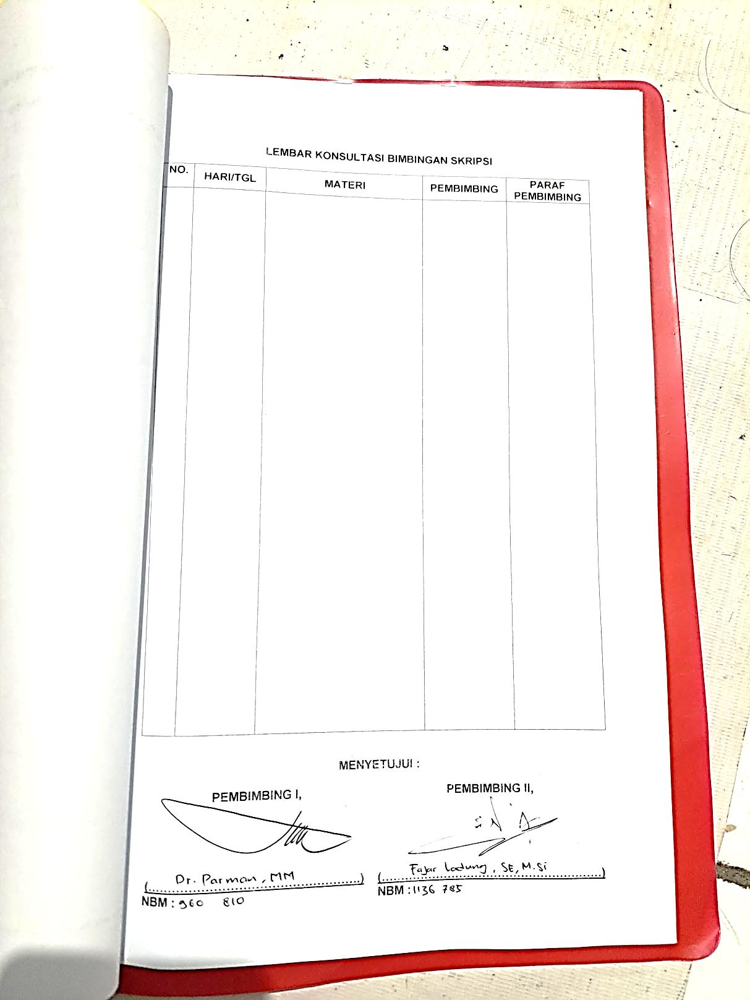 LEMBAR KONSULTASI BIMBINGAN SKRIPSI
NO. HARI/TGL MATERI PEMBIMBING PARAF PEMBIMBING
MENYETUJUI :
PEMBIMBING I, PEMBIMBING II,
(Dr. Parman, MM) (Fajar Ladung, SE, M.Si)
NBM : 960 810 NBM : 1136 785